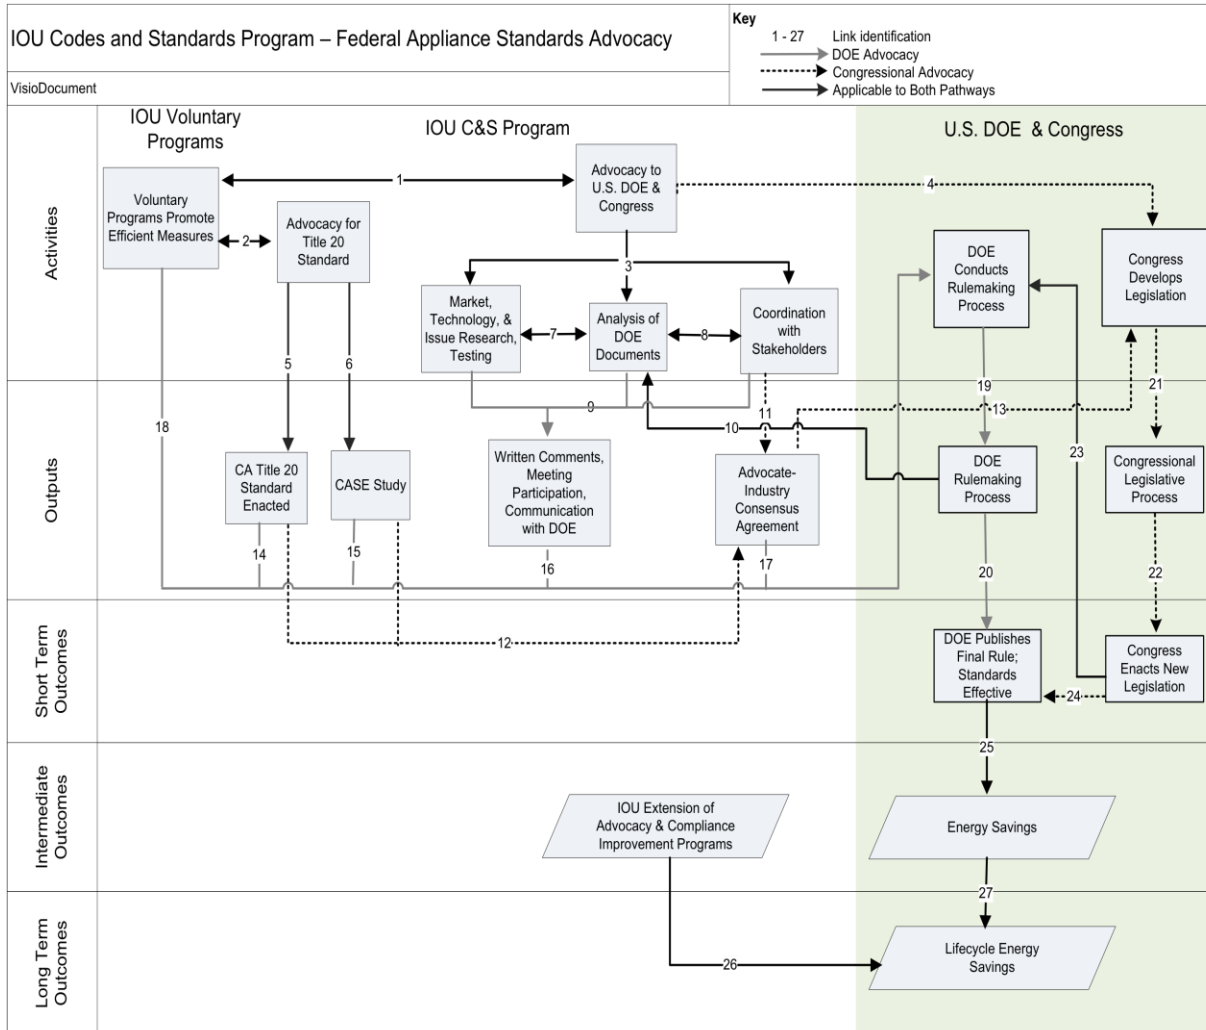 IOU Codes and Standards Program – Federal Appliance Standards Advocacy
VisioDocument
Key
1 - 27
Link identification
DOE Advocacy
Congressional Advocacy
Applicable to Both Pathways
IOU Voluntary
Programs
IOU C&S Program
U.S. DOE & Congress
Activities
Voluntary
Programs Promote
Efficient Measures
1
Advocacy to
U.S. DOE &
Congress
4
2
Advocacy for
Title 20
Standard
3
DOE
Conducts
Rulemaking
Process
Congress
Develops
Legislation
Market,
Technology, &
Issue Research,
Testing
7
Analysis of
DOE
Documents
8
Coordination
with
Stakeholders
5
6
19
21
Outputs
9
11
13
18
10
23
CA Title 20
Standard
Enacted
CASE Study
Written Comments,
Meeting
Participation,
Communication
with DOE
Advocate-
Industry
Consensus
Agreement
DOE
Rulemaking
Process
Congressional
Legislative
Process
14
15
16
17
20
22
Short Term
Outcomes
12
DOE Publishes
Final Rule;
Standards
Effective
24
Congress
Enacts New
Legislation
25
Intermediate
Outcomes
IOU Extension of
Advocacy & Compliance
Improvement Programs
Energy Savings
27
Long Term
Outcomes
26
Lifecycle Energy
Savings